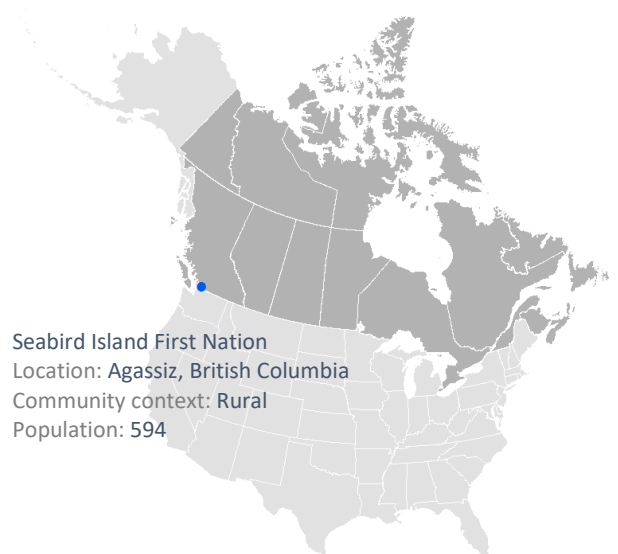 Seabird Island First Nation
Location: Agassiz, British Columbia
Community context: Rural
Population: 594